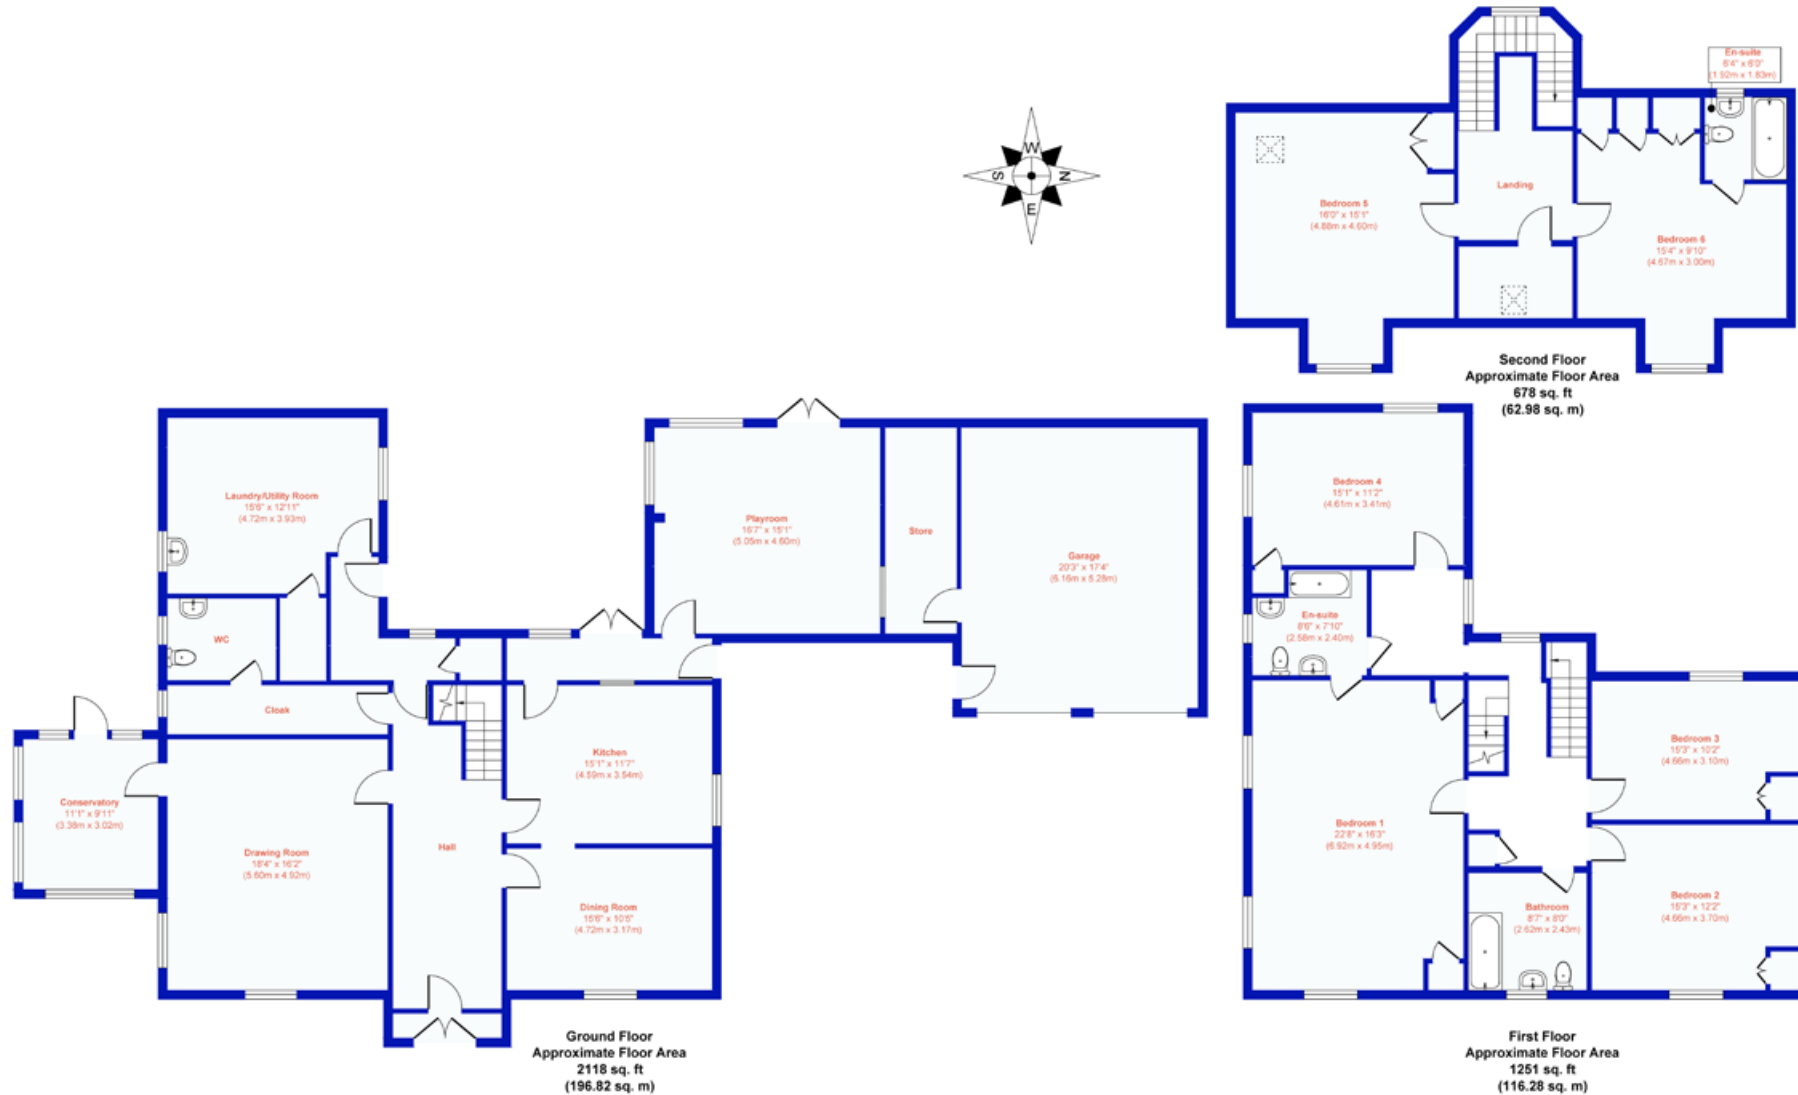 En-suite
6'4" x 6'0"
(1.92m x 1.83m)
W
S
N
E
Bedroom 5
16'0" x 15'1"
(4.88m x 4.60m)
Landing
Bedroom 6
15'4" x 9'10"
(4.67m x 3.00m)
Second Floor
Approximate Floor Area
678 sq. ft
(62.98 sq. m)
Laundry/Utility Room
15'6" x 12'11"
(4.72m x 3.93m)
WC
Cloak
Conservatory
11'1" x 9'11"
(3.38m x 3.02m)
Drawing Room
18'4" x 16'2"
(5.60m x 4.92m)
Hall
Kitchen
15'1" x 11'7"
(4.59m x 3.54m)
Dining Room
15'6" x 10'5"
(4.72m x 3.17m)
Playroom
16'7" x 15'1"
(5.05m x 4.60m)
Store
Garage
20'3" x 17'4"
(6.16m x 5.28m)
Ground Floor
Approximate Floor Area
2118 sq. ft
(196.82 sq. m)
Bedroom 4
15'1" x 11'2"
(4.61m x 3.41m)
En-suite
8'6" x 7'10"
(2.58m x 2.40m)
Bedroom 1
22'8" x 16'3"
(6.92m x 4.95m)
Bedroom 3
15'3" x 10'2"
(4.66m x 3.10m)
Bedroom 2
15'3" x 12'2"
(4.66m x 3.70m)
Bathroom
8'7" x 8'0"
(2.62m x 2.43m)
First Floor
Approximate Floor Area
1251 sq. ft
(116.28 sq. m)